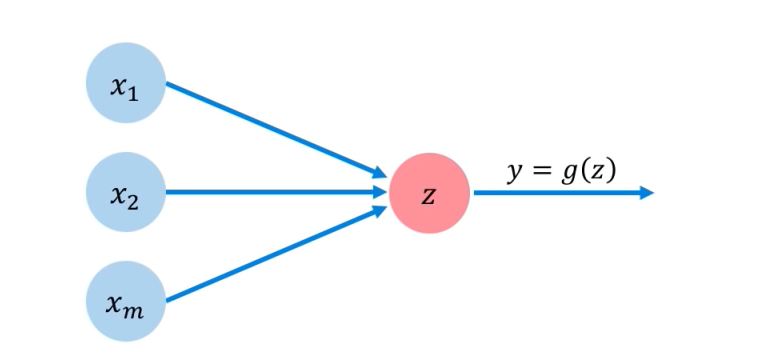 x₁
x₂
xₘ
z
y = g(z)